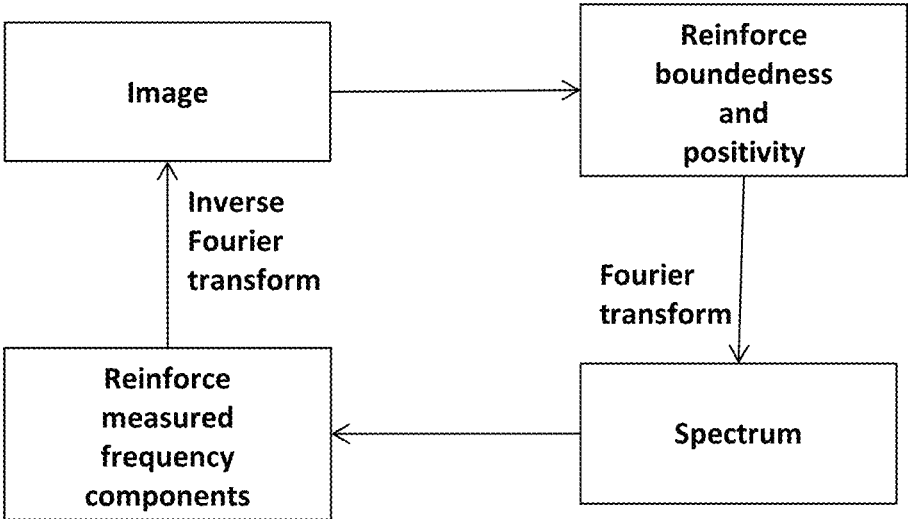 Image
Reinforce
boundedness
and
positivity
Inverse
Fourier
transform
Fourier
transform
Reinforce
measured
frequency
components
Spectrum